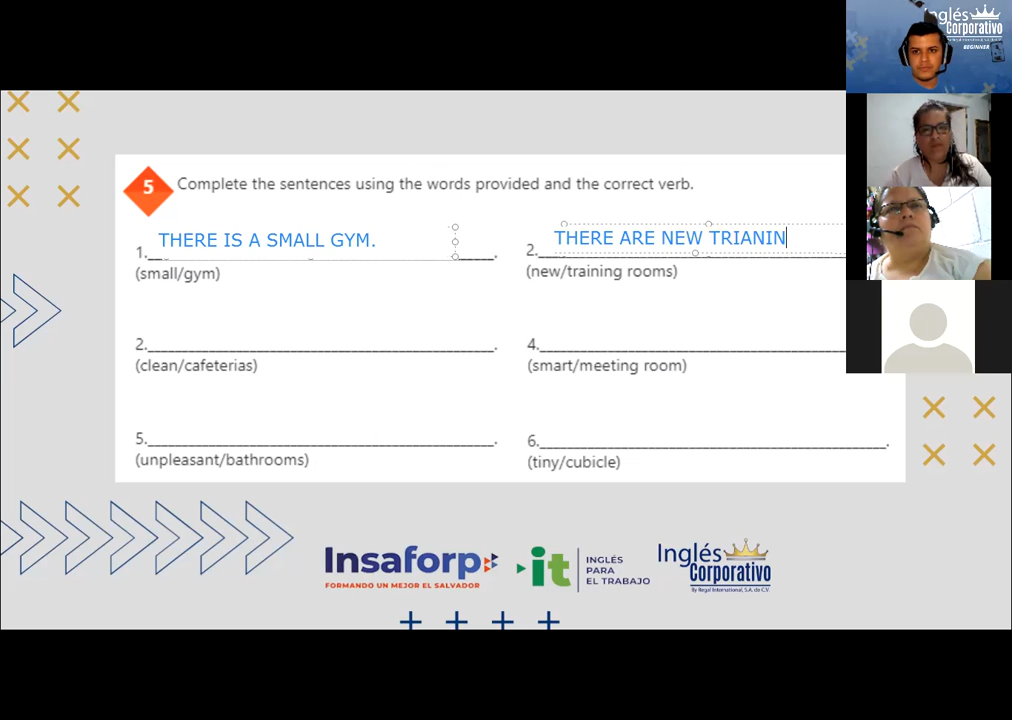 Inglés
Corporativo
BEGINNER
5 Complete the sentences using the words provided and the correct verb.
1. THERE IS A SMALL GYM.
(small/gym)
2. THERE ARE NEW TRIANIN
(new/training rooms)
2.
(clean/cafeterias)
4.
(smart/meeting room)
5.
(unpleasant/bathrooms)
6.
(tiny/cubicle)
Insaforp
FORMANDO UN MEJOR EL SALVADOR
it
INGLÉS
PARA
EL TRABAJO
Inglés
Corporativo
By Regal International, S.A. de C.V.